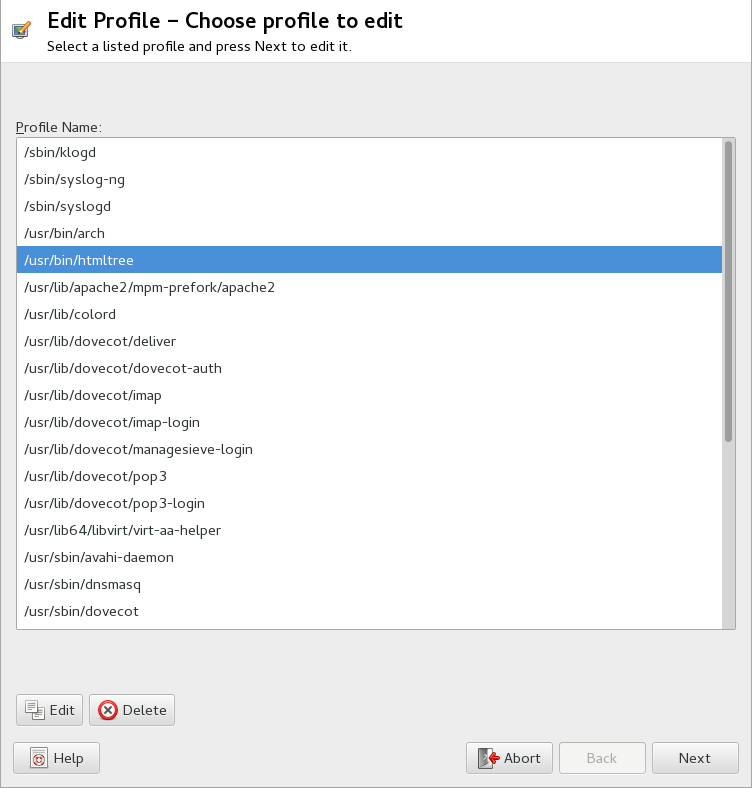 Edit Profile – Choose profile to edit
Select a listed profile and press Next to edit it.
Profile Name:
/sbin/klogd
/sbin/syslog-ng
/sbin/syslogd
/usr/bin/arch
/usr/bin/htmltree
/usr/lib/apache2/mpm-prefork/apache2
/usr/lib/colord
/usr/lib/dovecot/deliver
/usr/lib/dovecot/dovecot-auth
/usr/lib/dovecot/imap
/usr/lib/dovecot/imap-login
/usr/lib/dovecot/managesieve-login
/usr/lib/dovecot/pop3
/usr/lib/dovecot/pop3-login
/usr/lib64/libvirt/virt-aa-helper
/usr/sbin/avahi-daemon
/usr/sbin/dnsmasq
/usr/sbin/dovecot
Edit Delete
Help Abort Back Next